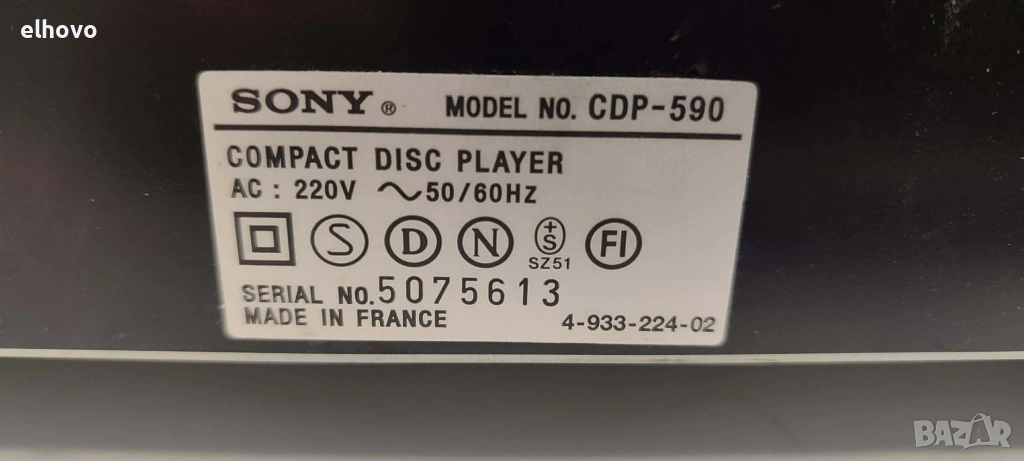 elhovo
SONY ® MODEL NO. CDP-590
COMPACT DISC PLAYER
AC : 220V ~50/60Hz
S D N +S FI
SZ51
SERIAL NO. 5075613
MADE IN FRANCE 4-933-224-02
BAZAR